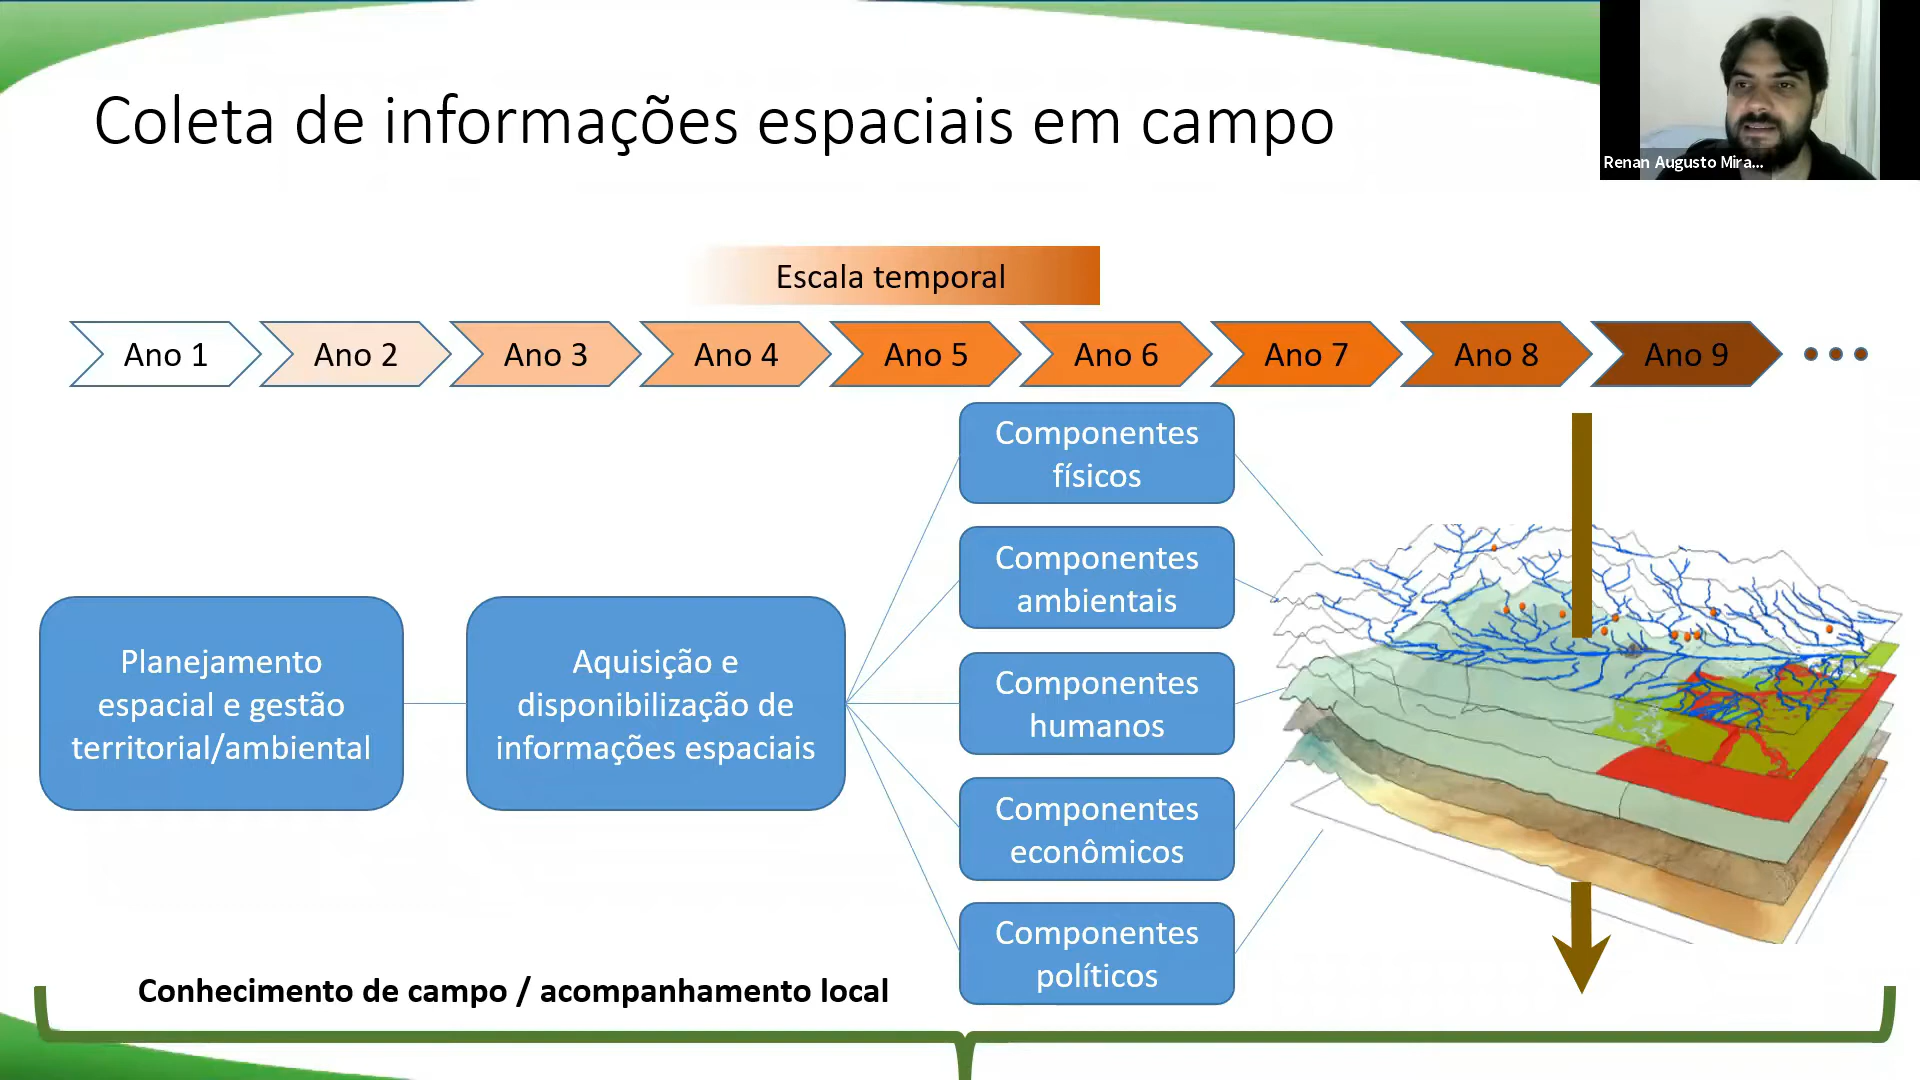 Coleta de informações espaciais em campo
Renan Augusto Mira...
Escala temporal
Ano 1
Ano 2
Ano 3
Ano 4
Ano 5
Ano 6
Ano 7
Ano 8
Ano 9
Componentes
físicos
Componentes
ambientais
Planejamento
espacial e gestão
territorial/ambiental
Aquisição e
disponibilização de
informações espaciais
Componentes
humanos
Componentes
econômicos
Componentes
políticos
Conhecimento de campo / acompanhamento local